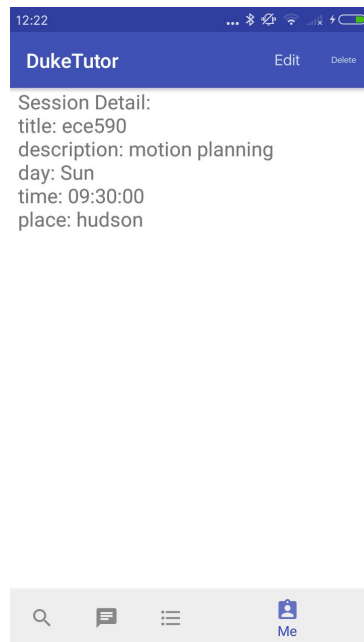 12:22
DukeTutor Edit Delete
Session Detail:
title: ece590
description: motion planning
day: Sun
time: 09:30:00
place: hudson
Me